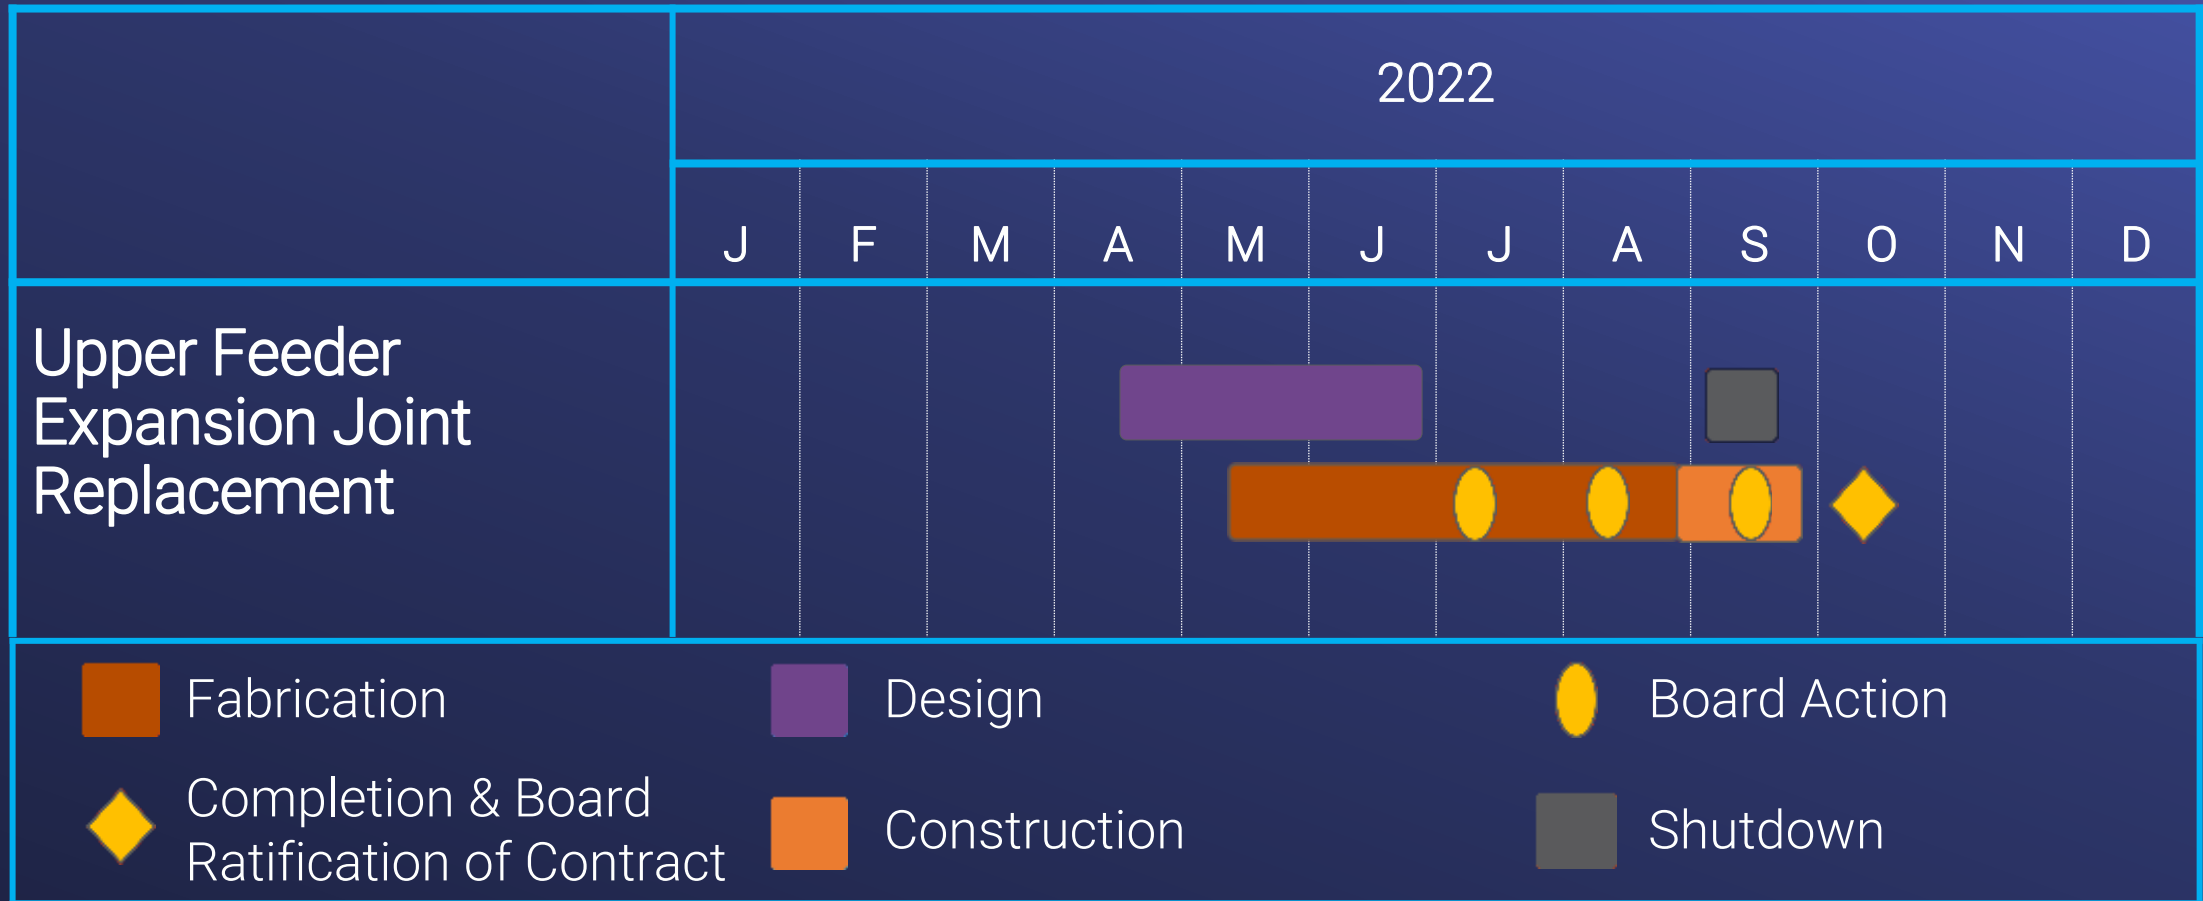 2022
J F M A M J J A S O N D
Upper Feeder
Expansion Joint
Replacement
Fabrication
Design
Board Action
Completion & Board
Ratification of Contract
Construction
Shutdown